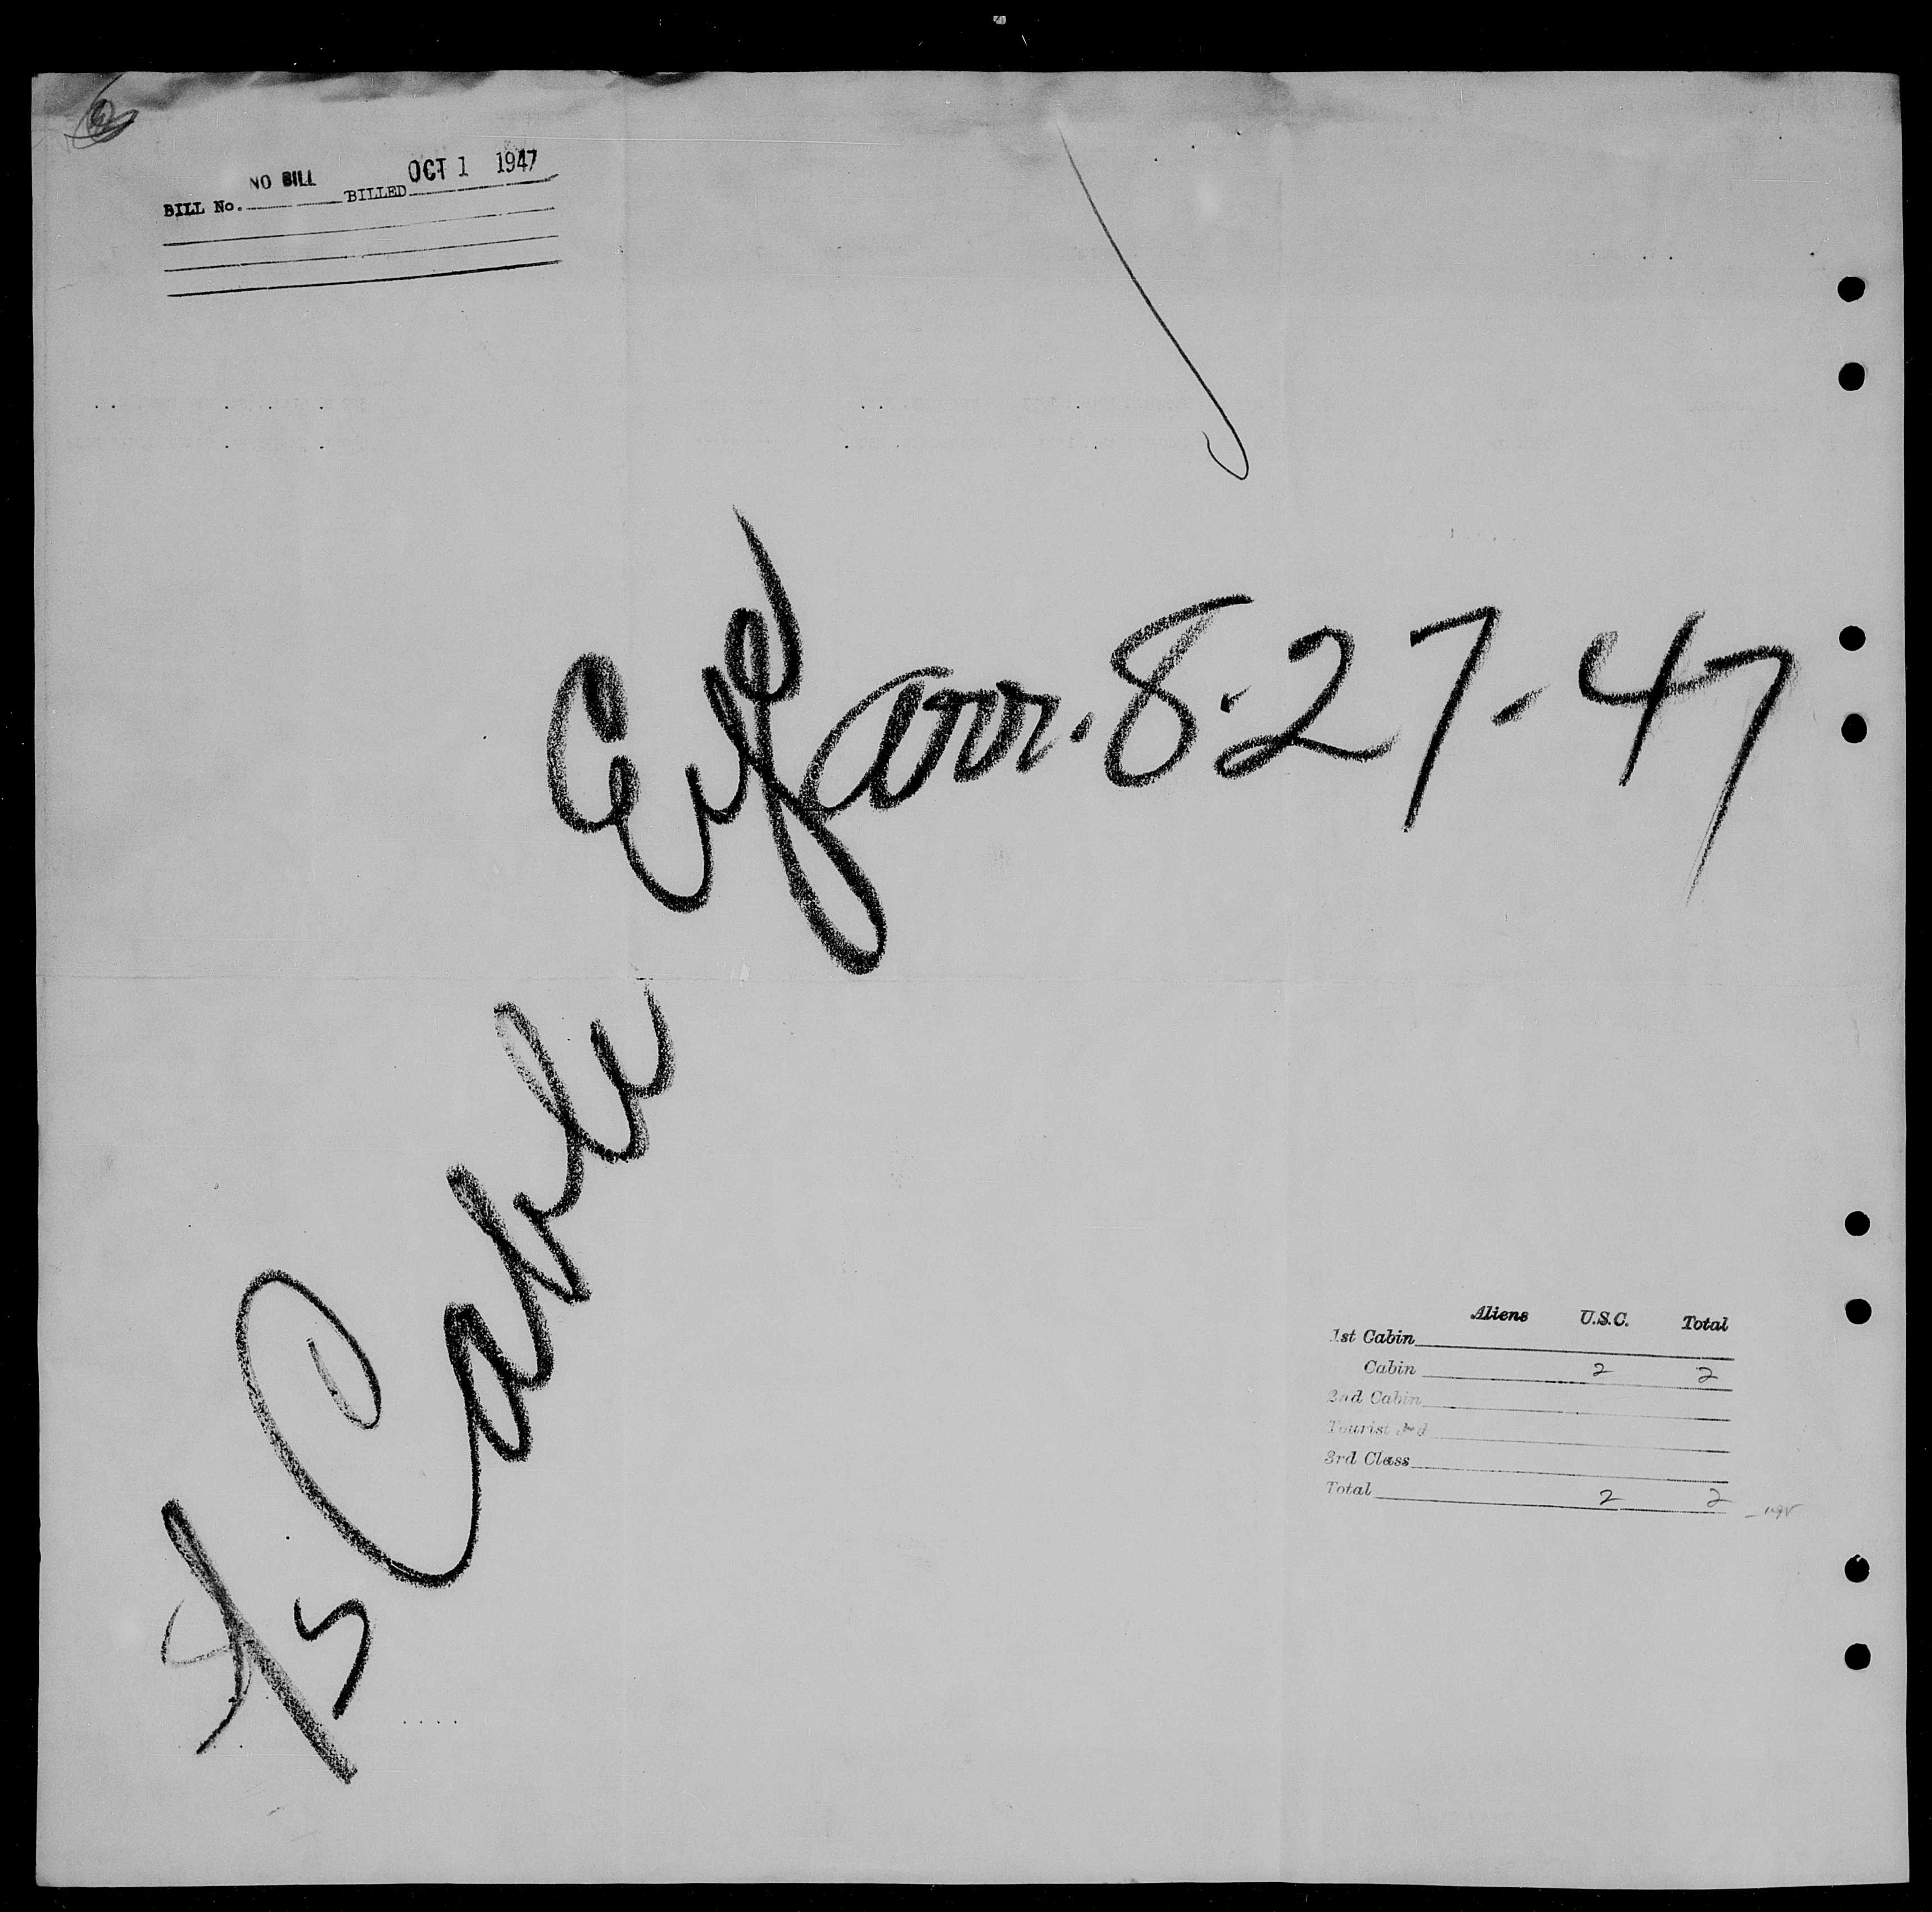 NO BILL OCT 1 1947
BILL No. BILLED
S/S Cable Eye arr. 8-27-47
Aliens U.S.C. Total
1st Cabin
Cabin 2 2
2nd Cabin
Tourist 3rd
3rd Class
Total 2 2